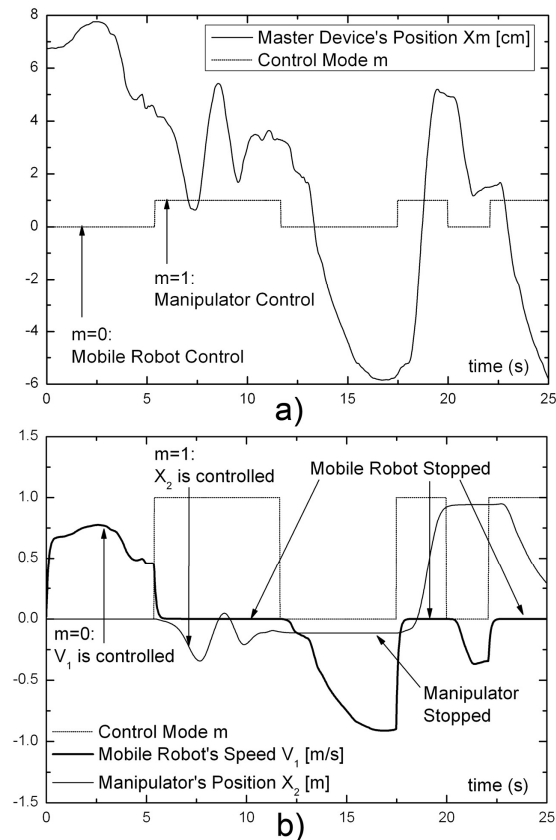 8
6
4
2
0
-2
-4
-6
Master Device's Position Xm [cm]
Control Mode m
m=1:
Manipulator Control
m=0:
Mobile Robot Control
time (s)
0 5 10 15 20 25
a)
1.5
1.0
0.5
0.0
-0.5
-1.0
-1.5
m=1:
X2 is controlled
Mobile Robot Stopped
m=0:
V1 is controlled
Manipulator
Stopped
Control Mode m
Mobile Robot's Speed V1 [m/s]
Manipulator's Position X2 [m]
time (s)
0 5 10 15 20 25
b)